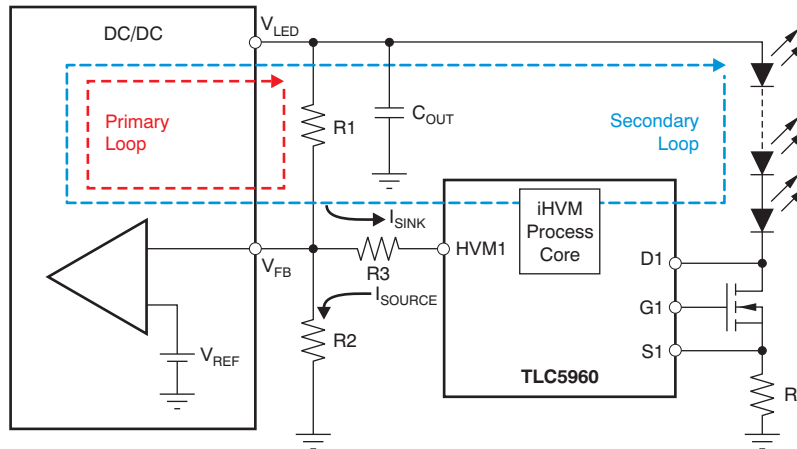 DC/DC
VLED
Primary
Loop
R1
COUT
Secondary
Loop
ISINK
iHVM
Process
Core
VFB
R3
HVM1
D1
ISOURCE
G1
VREF
R2
S1
TLC5960
R